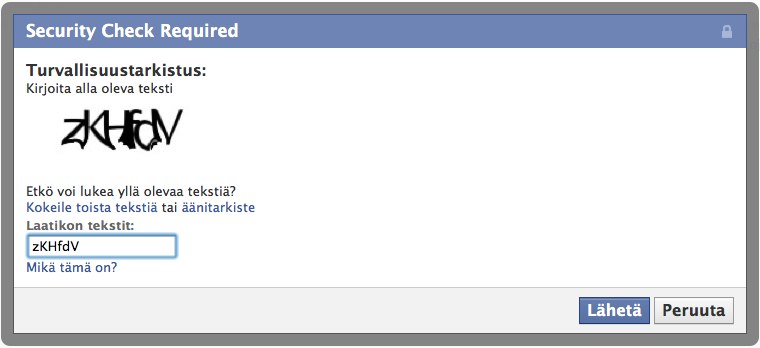 Security Check Required
Turvallisuustarkistus:
Kirjoita alla oleva teksti
zKHfdV
Etkö voi lukea yllä olevaa tekstiä?
Kokeile toista tekstiä tai äänitarkiste
Laatikon tekstit:
zKHfdV
Mikä tämä on?
Lähetä Peruuta